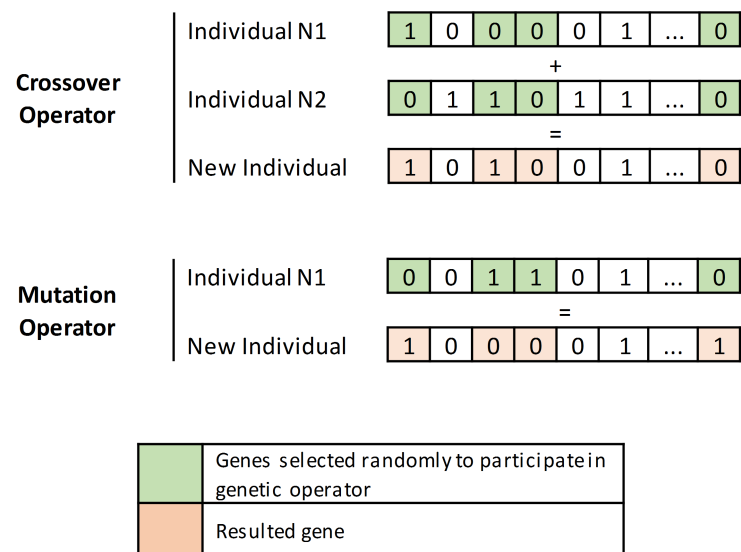 Crossover
Operator
Individual N1
1 0 0 0 0 1 ... 0
+
Individual N2
0 1 1 0 1 1 ... 0
=
New Individual
1 0 1 0 0 1 ... 0
Mutation
Operator
Individual N1
0 0 1 1 0 1 ... 0
=
New Individual
1 0 0 0 0 1 ... 1
Genes selected randomly to participate in
genetic operator
Resulted gene